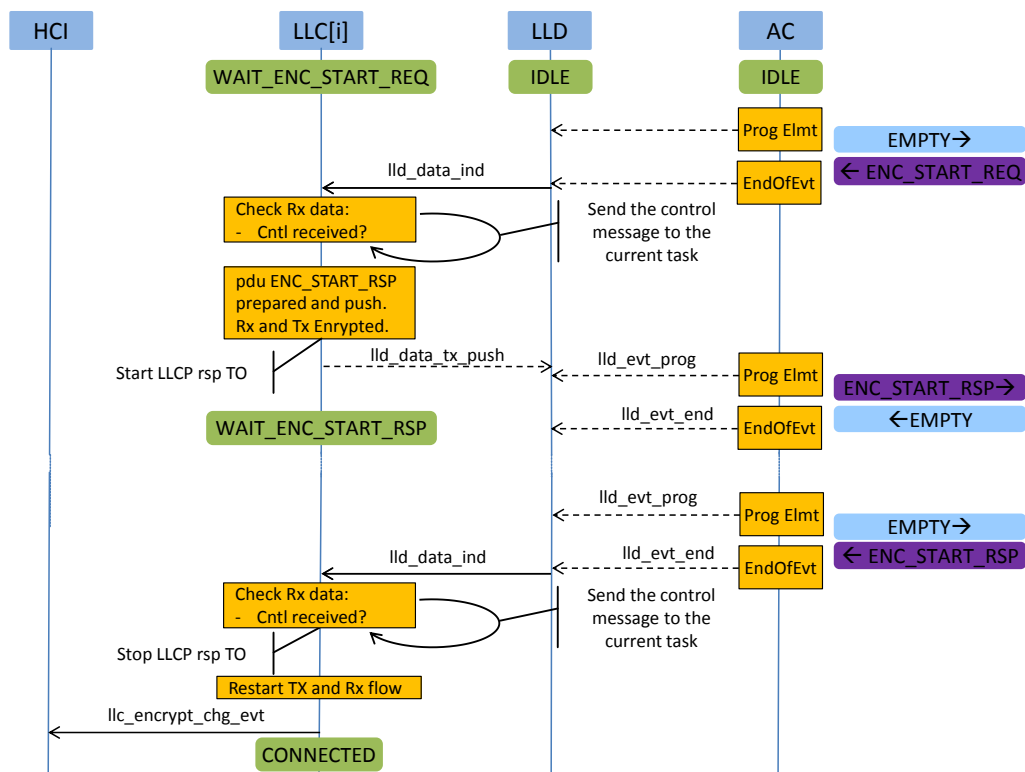 HCI
LLC[i]
LLD
AC
WAIT_ENC_START_REQ
IDLE
IDLE
Prog Elmt
EMPTY→
lld_data_ind
EndOfEvt
← ENC_START_REQ
Check Rx data:
- Cntl received?
Send the control
message to the
current task
pdu ENC_START_RSP
prepared and push.
Rx and Tx Enrypted.
Start LLCP rsp TO
lld_data_tx_push
lld_evt_prog
Prog Elmt
ENC_START_RSP→
WAIT_ENC_START_RSP
lld_evt_end
EndOfEvt
←EMPTY
lld_evt_prog
Prog Elmt
EMPTY→
lld_data_ind
lld_evt_end
EndOfEvt
← ENC_START_RSP
Check Rx data:
- Cntl received?
Send the control
message to the
current task
Stop LLCP rsp TO
Restart TX and Rx flow
llc_encrypt_chg_evt
CONNECTED